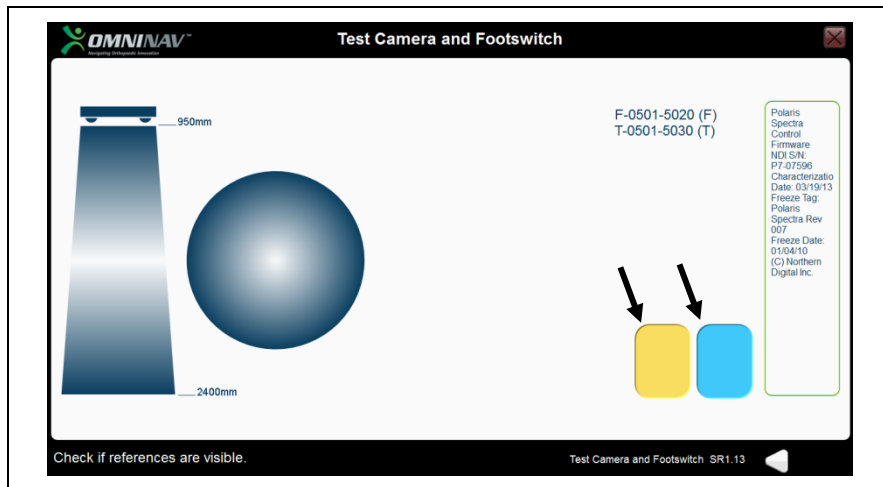 OMNINAV™
Navigating Orthopaedic Innovation
Test Camera and Footswitch
950mm
2400mm
F-0501-5020 (F)
T-0501-5030 (T)
Polaris
Spectra
Control
Firmware
NDI S/N:
P7-07596
Characterizatio
Date: 03/19/13
Freeze Tag:
Polaris
Spectra Rev
007
Freeze Date:
01/04/10
(C) Northern
Digital Inc.
Check if references are visible.
Test Camera and Footswitch SR1.13